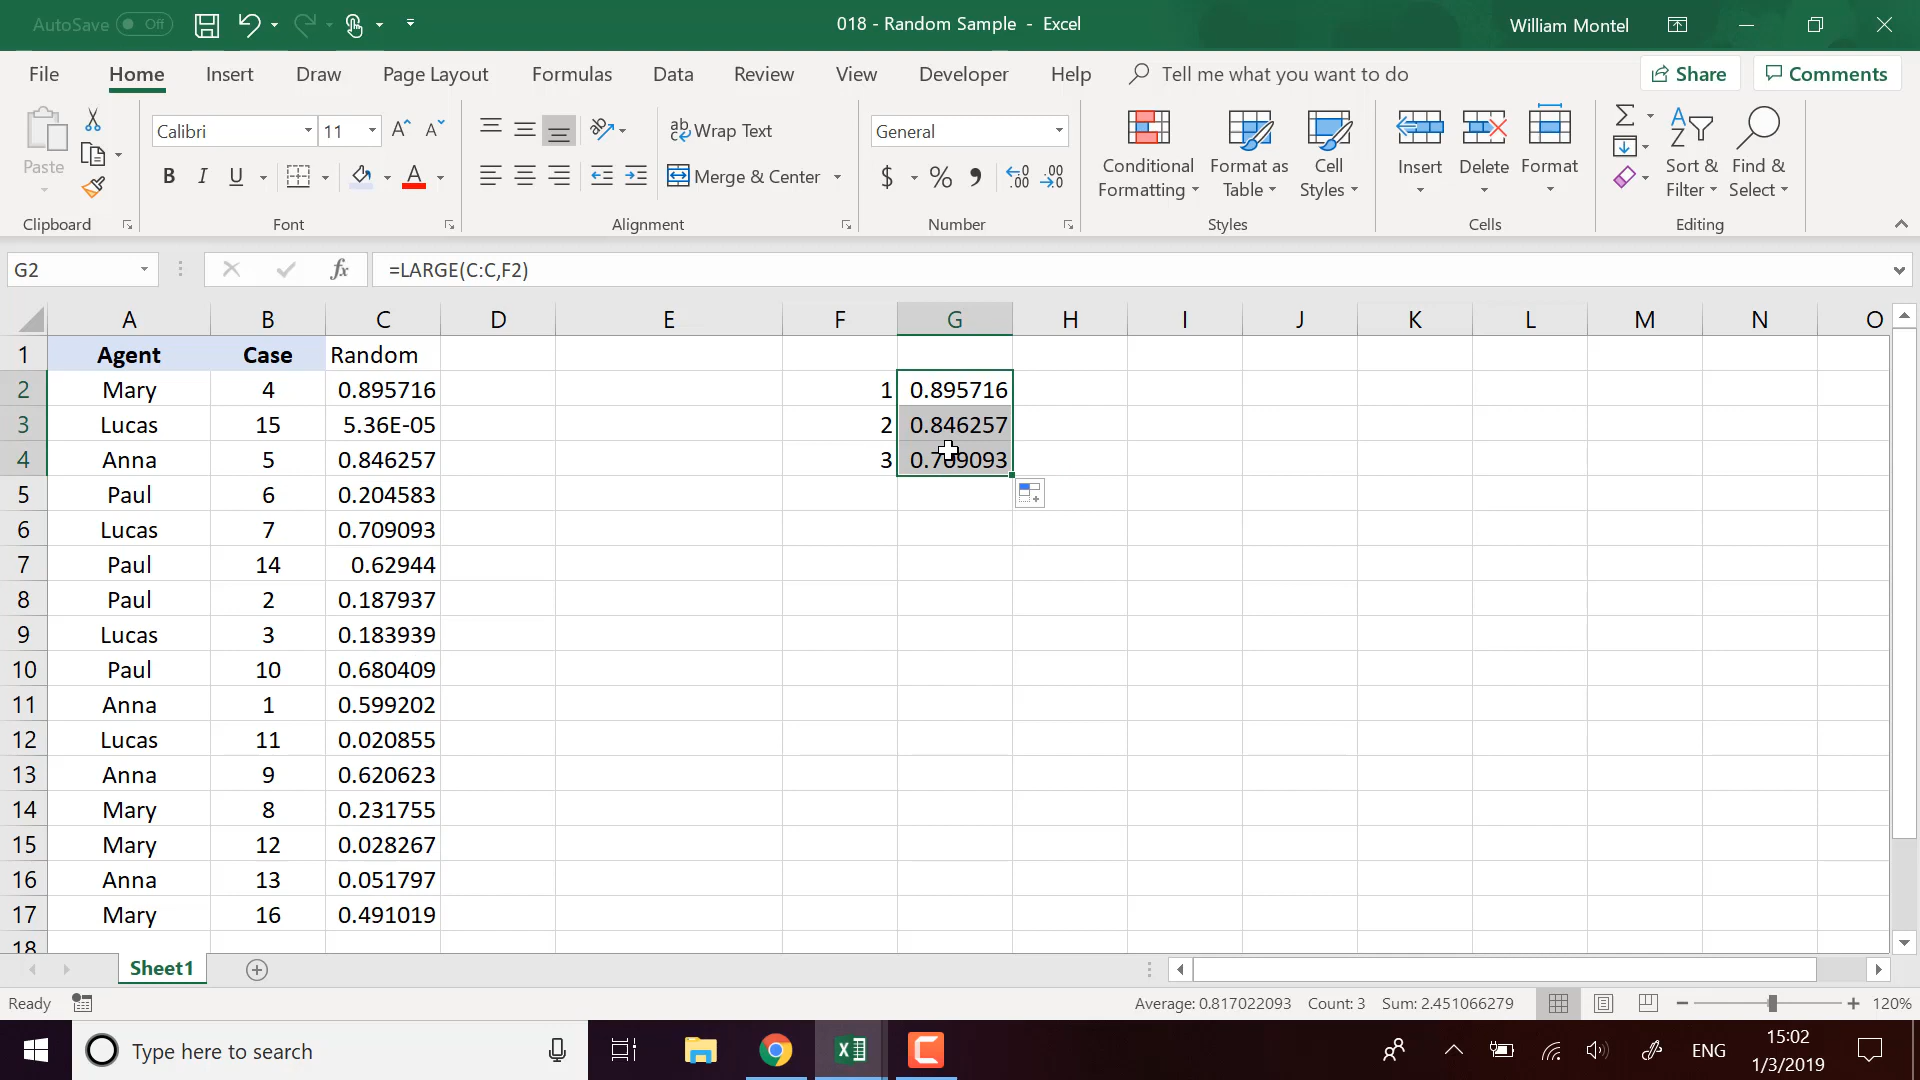 AutoSave Off
018 - Random Sample - Excel
William Montel
File Home Insert Draw Page Layout Formulas Data Review View Developer Help Tell me what you want to do Share Comments
Paste
Clipboard
Calibri 11
B I U A
Font
ab Wrap Text
Merge & Center
Alignment
General
$ % ,
Number
Conditional Formatting
Format as Table
Cell Styles
Styles
Insert Delete Format
Cells
Sort & Filter
Find & Select
Editing
G2 fx =LARGE(C:C,F2)
A B C D E F G H I J K L M N O
1 Agent Case Random
2 Mary 4 0.895716 1 0.895716
3 Lucas 15 5.36E-05 2 0.846257
4 Anna 5 0.846257 3 0.709093
5 Paul 6 0.204583
6 Lucas 7 0.709093
7 Paul 14 0.62944
8 Paul 2 0.187937
9 Lucas 3 0.183939
10 Paul 10 0.680409
11 Anna 1 0.599202
12 Lucas 11 0.020855
13 Anna 9 0.620623
14 Mary 8 0.231755
15 Mary 12 0.028267
16 Anna 13 0.051797
17 Mary 16 0.491019
18
Sheet1
Ready Average: 0.817022093 Count: 3 Sum: 2.451066279 120%
Type here to search
ENG
15:02
1/3/2019